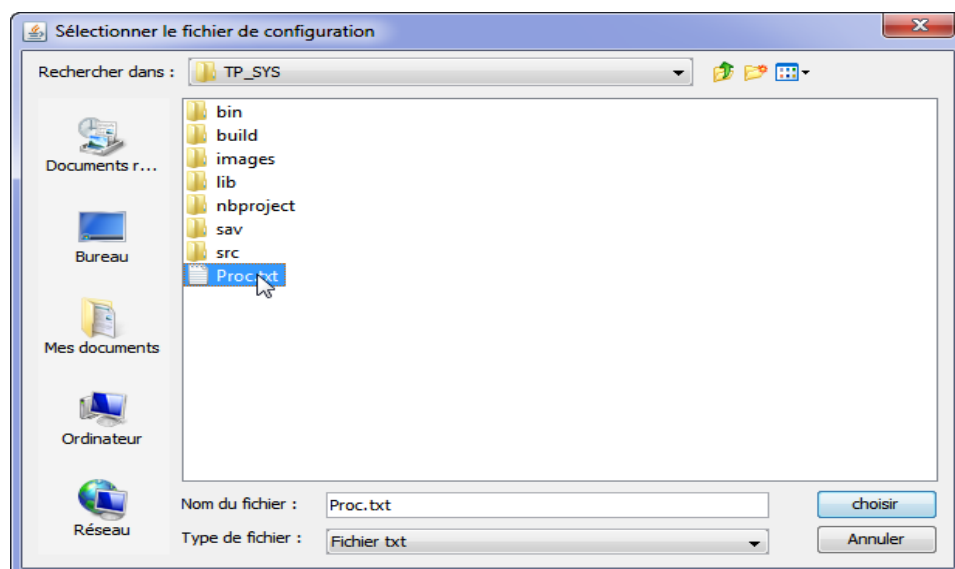 Sélectionner le fichier de configuration
Rechercher dans :
TP_SYS
Documents r...
Bureau
Mes documents
Ordinateur
Réseau
bin
build
images
lib
nbproject
sav
src
Proc.txt
Nom du fichier :
Proc.txt
choisir
Type de fichier :
Fichier txt
Annuler